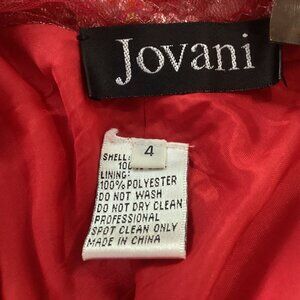 Jovani
4
SHELL:
LINING:
100% POLYESTER
DO NOT WASH
DO NOT DRY CLEAN
PROFESSIONAL
SPOT CLEAN ONLY
MADE IN CHINA